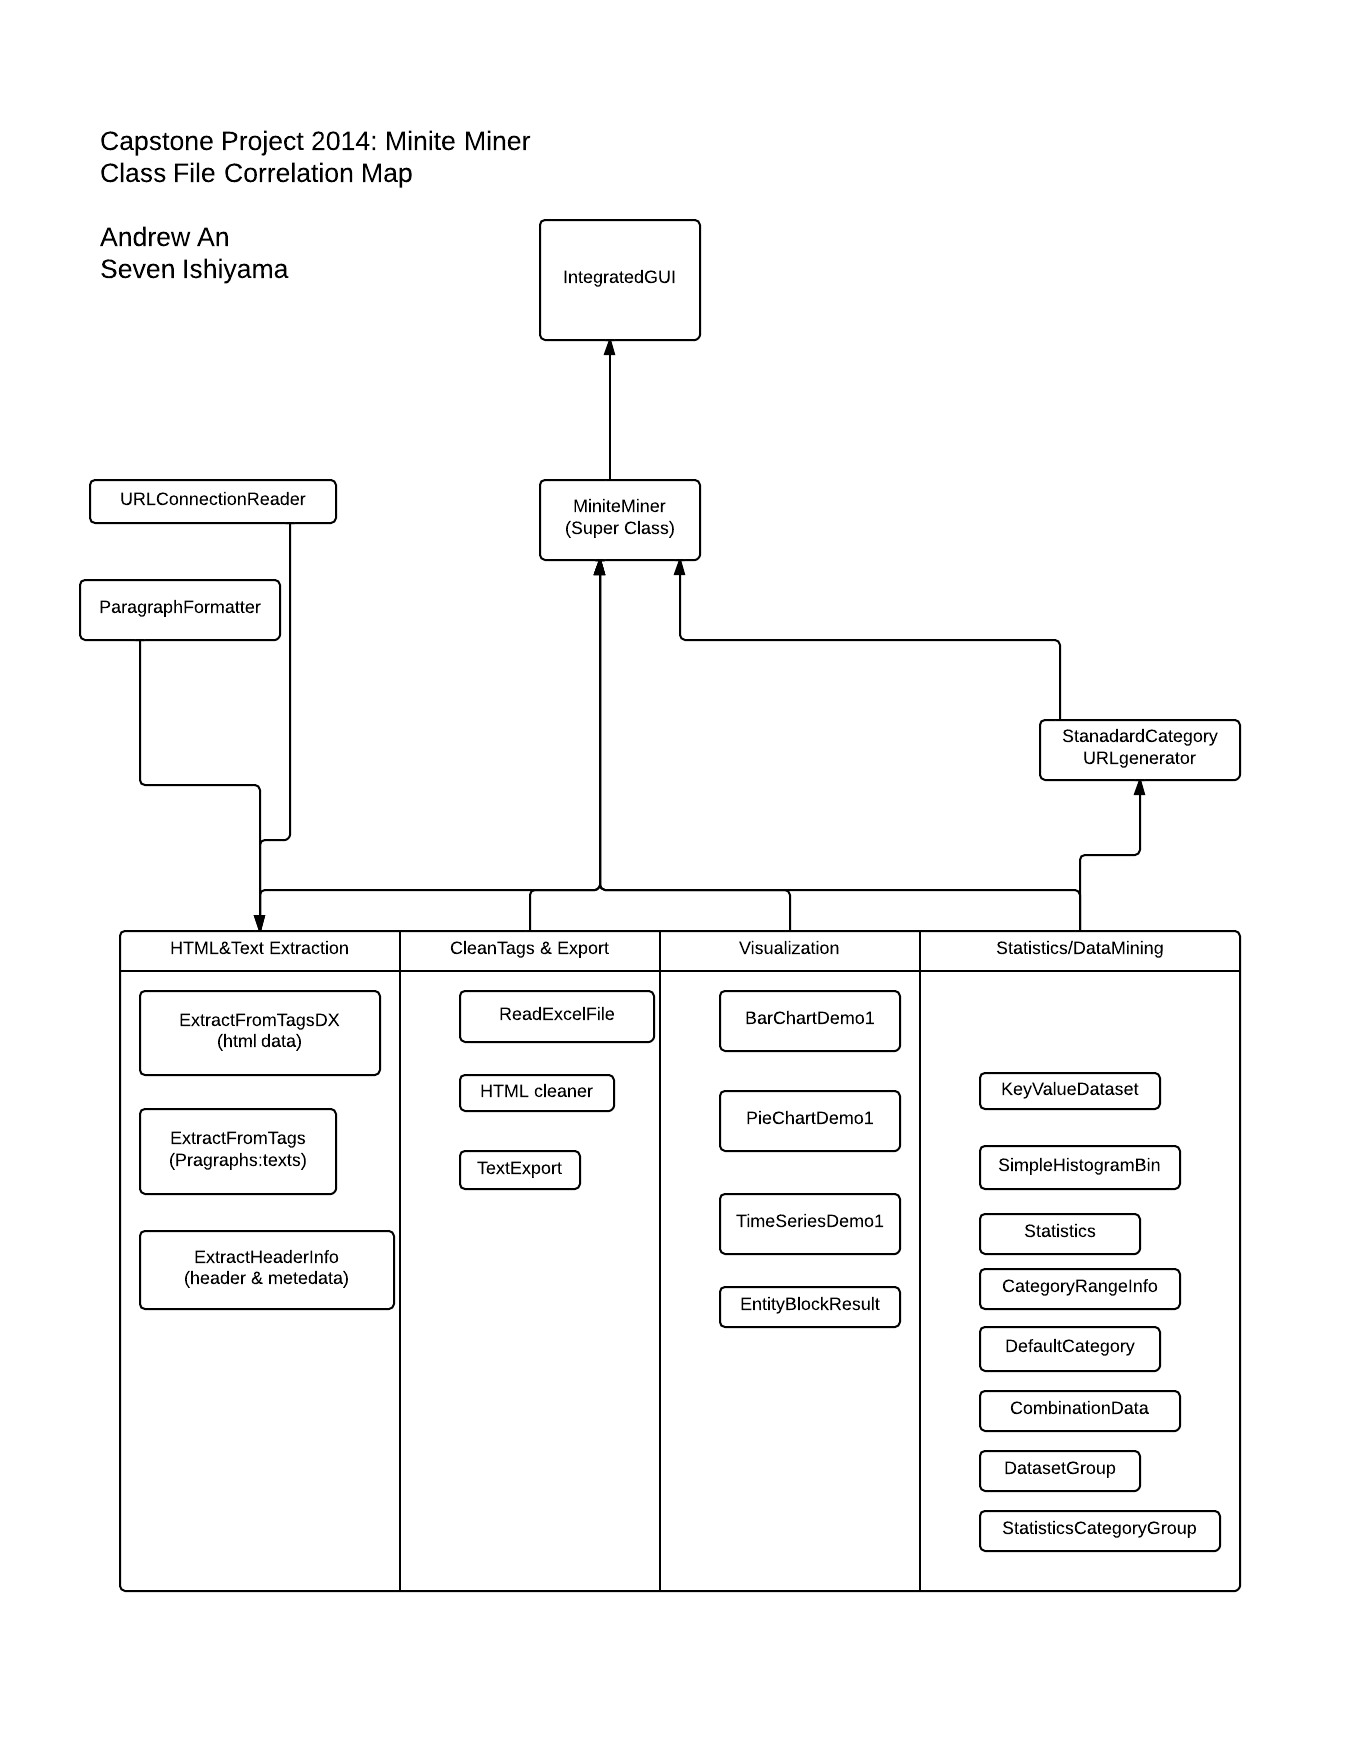 Capstone Project 2014: Minite Miner
Class File Correlation Map
Andrew An
Seven Ishiyama
IntegratedGUI
URLConnectionReader
MiniteMiner
(Super Class)
ParagraphFormatter
StanadardCategory
URLgenerator
HTML&Text Extraction
CleanTags & Export
Visualization
Statistics/DataMining
ExtractFromTagsDX
(html data)
ExtractFromTags
(Pragraphs:texts)
ExtractHeaderInfo
(header & metedata)
ReadExcelFile
HTML cleaner
TextExport
BarChartDemo1
PieChartDemo1
TimeSeriesDemo1
EntityBlockResult
KeyValueDataset
SimpleHistogramBin
Statistics
CategoryRangeInfo
DefaultCategory
CombinationData
DatasetGroup
StatisticsCategoryGroup